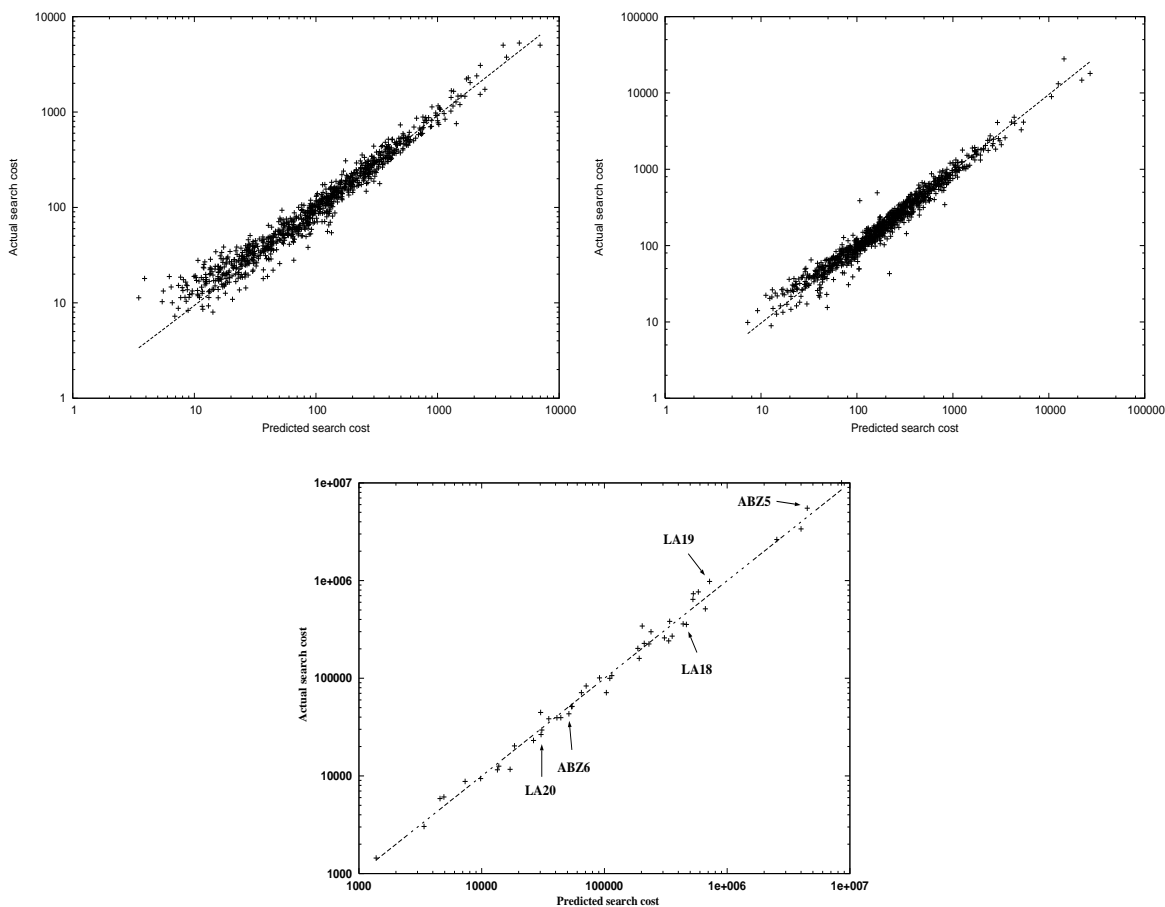 10000
1000
100
10
1
1 10 100 1000 10000
Actual search cost
Predicted search cost
100000
10000
1000
100
10
1
1 10 100 1000 10000 100000
Actual search cost
Predicted search cost
1e+007
1e+006
100000
10000
1000
1000 10000 100000 1e+006 1e+007
Actual search cost
Predicted search cost
ABZ5
LA19
LA18
ABZ6
LA20